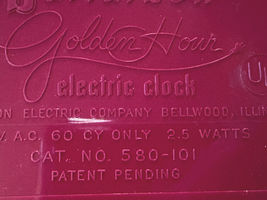 Golden Hour
electric clock
ON ELECTRIC COMPANY BELLWOOD, ILLI
V. A.C. 60 CY ONLY 2.5 WATTS
CAT. NO. 580-101
PATENT PENDING